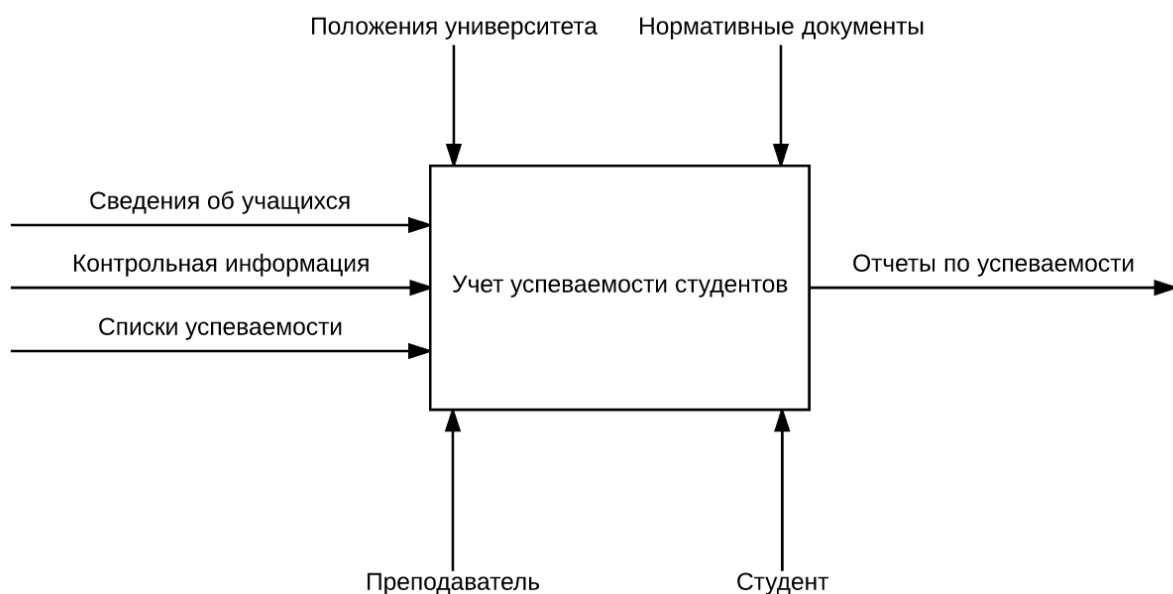 Положения университета
Нормативные документы
Сведения об учащихся
Контрольная информация
Списки успеваемости
Учет успеваемости студентов
Отчеты по успеваемости
Преподаватель
Студент